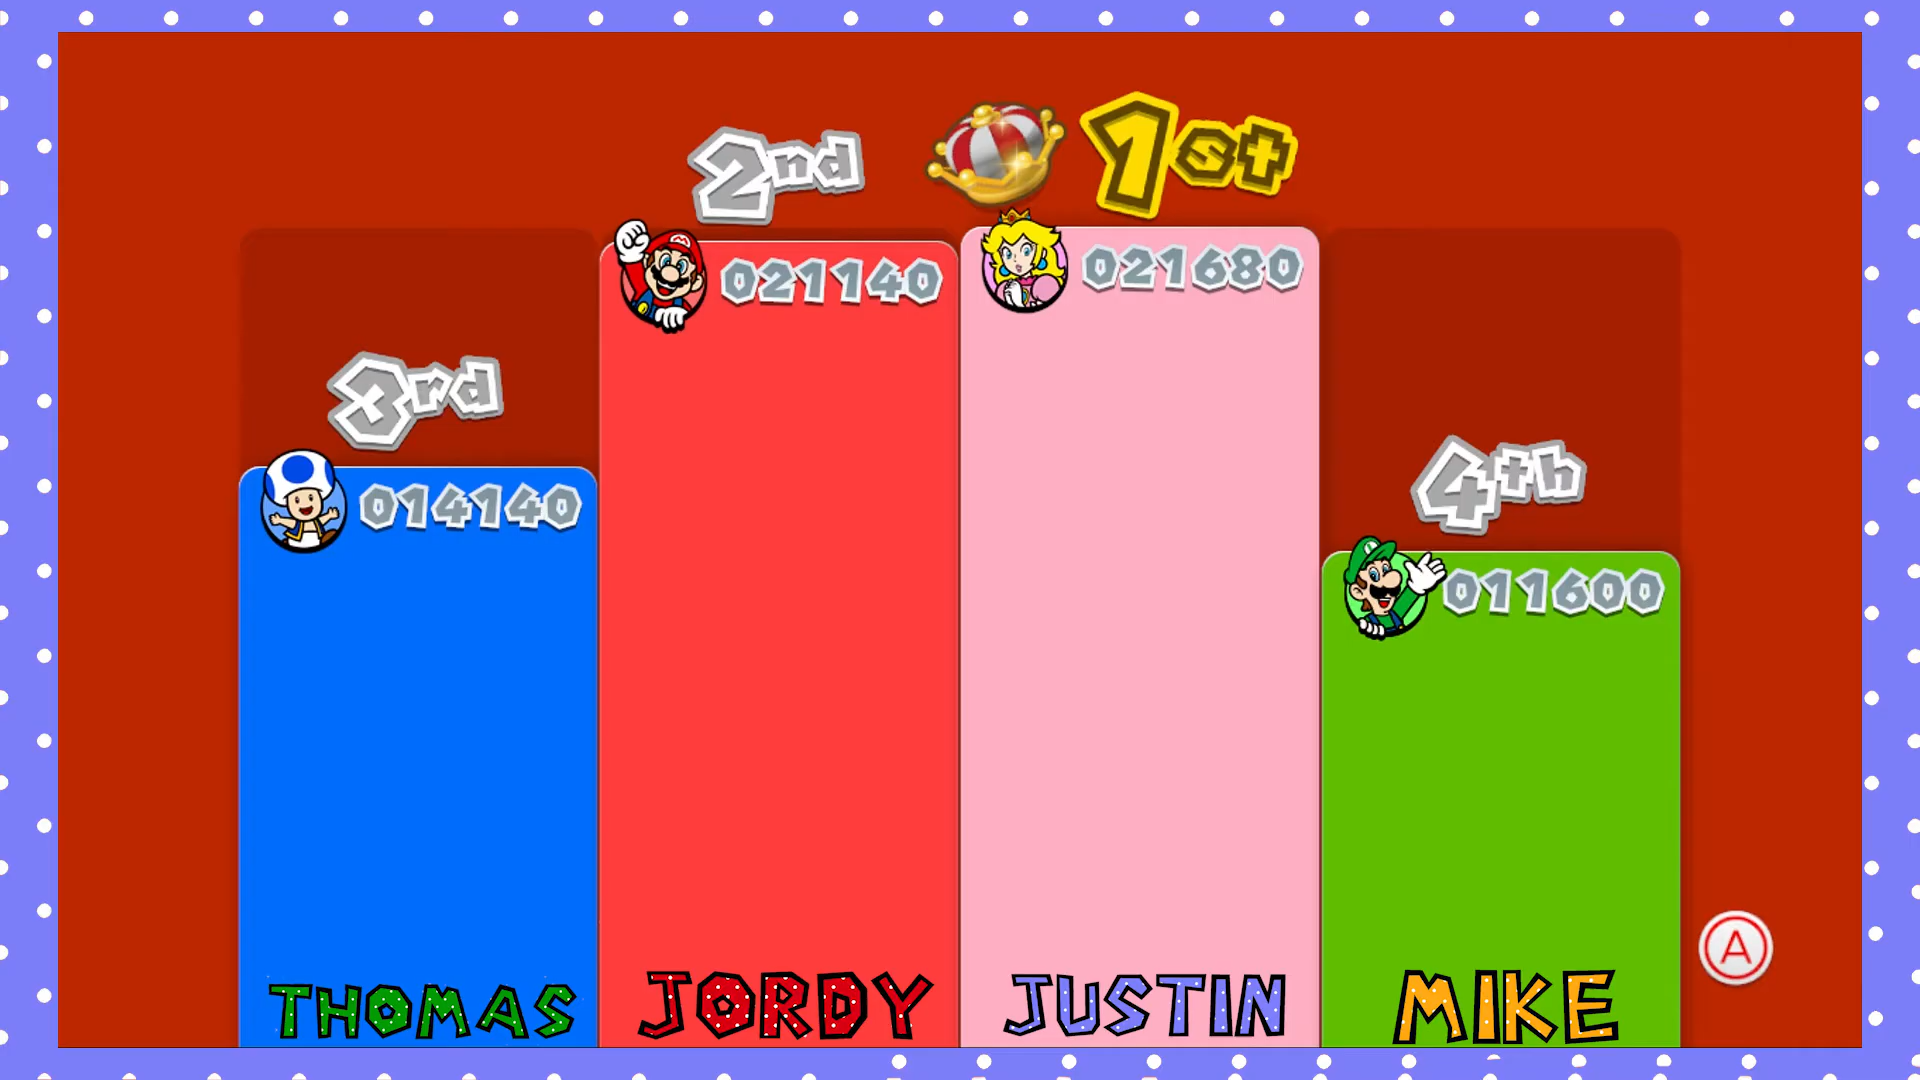 1st
2nd
021680
021140
3rd
014140
4th
011600
THOMAS
JORDY
JUSTIN
MIKE
A